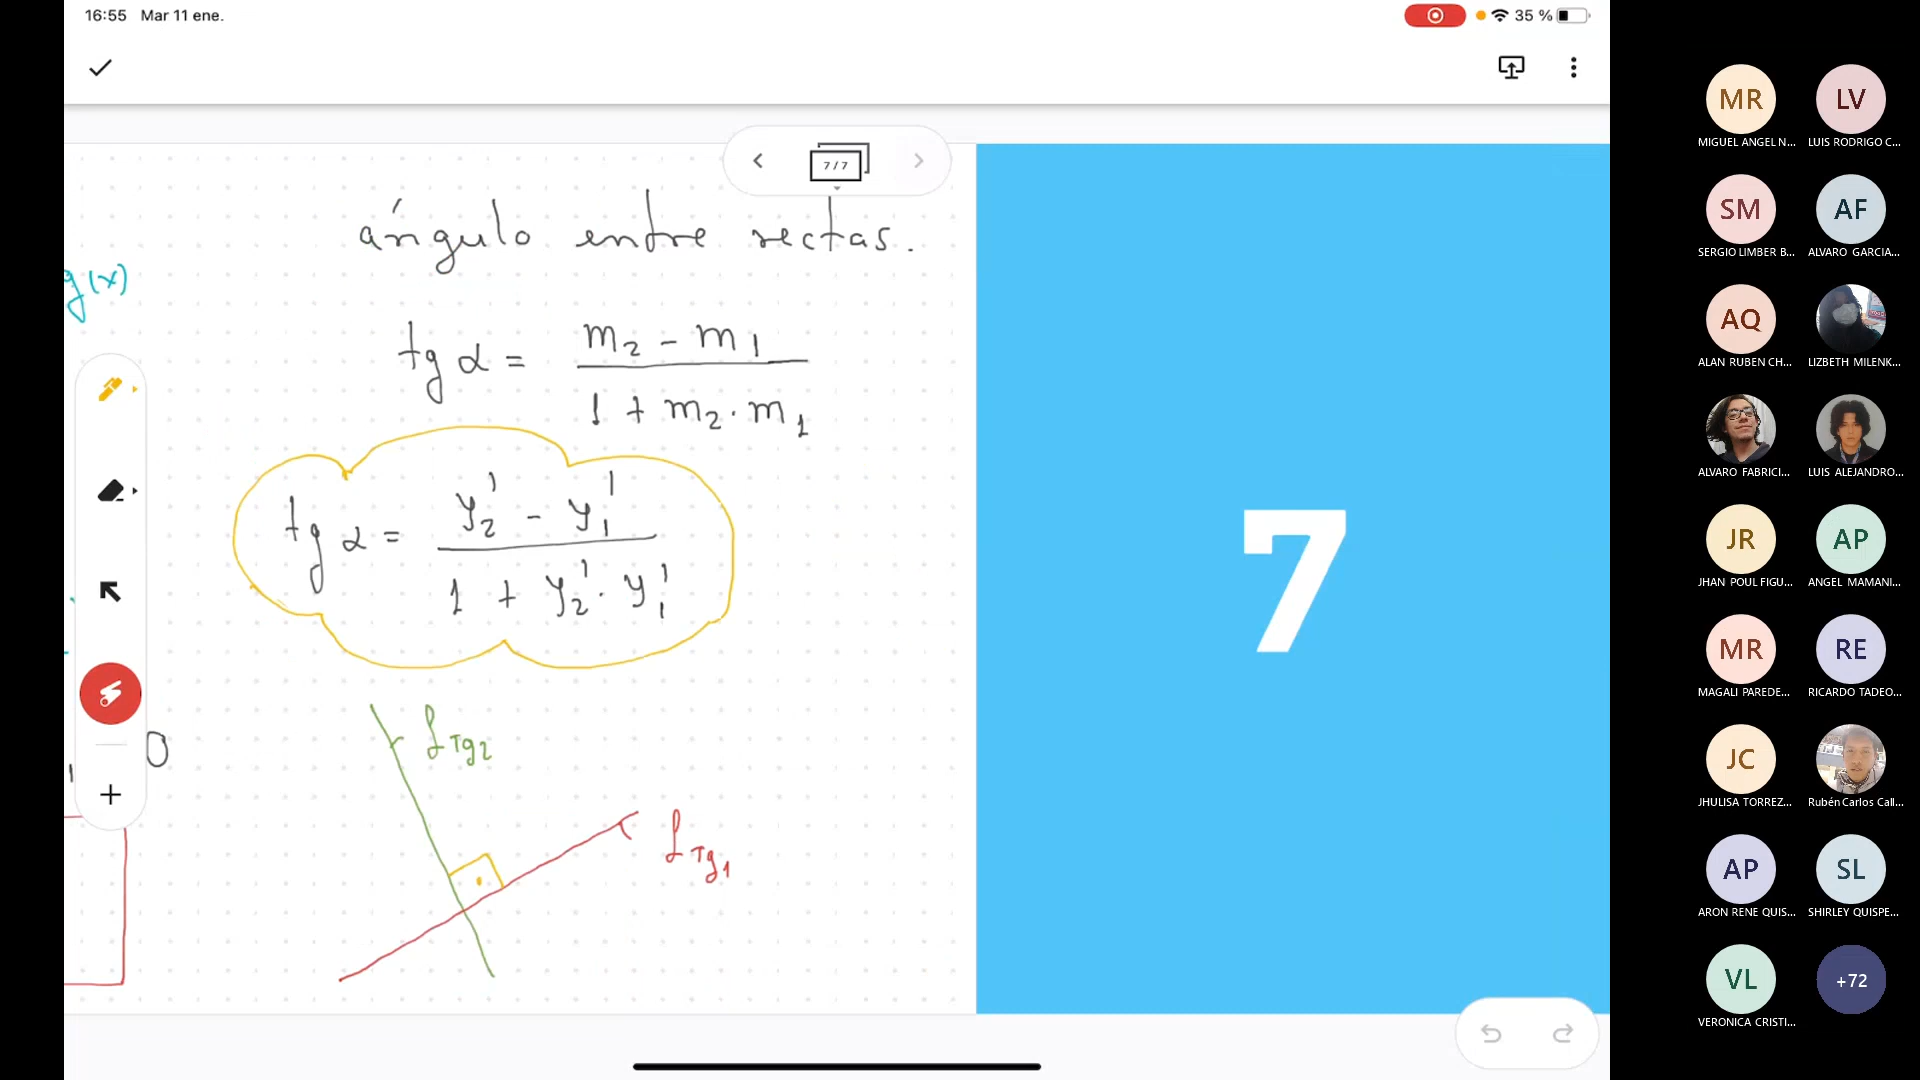 16:55 Mar 11 ene.
35 %
7 / 7
ángulo entre rectas.
g(x)
tg α = m₂ - m₁ / 1 + m₂ . m₁
tg α = y₂' - y₁' / 1 + y₂' . y₁'
L Tg₂
L Tg₁
0
7
MR LV
MIGUEL ANGEL N... LUIS RODRIGO C...
SM AF
SERGIO LIMBER B... ALVARO GARCIA...
AQ
ALAN RUBEN CH... LIZBETH MILENK...
ALVARO FABRICI... LUIS ALEJANDRO...
JR AP
JHAN POUL FIGU... ANGEL MAMANI...
MR RE
MAGALI PAREDE... RICARDO TADEO...
JC
JHULISA TORREZ... Rubén Carlos Call...
AP SL
ARON RENE QUIS... SHIRLEY QUISPE...
VL +72
VERONICA CRISTI...